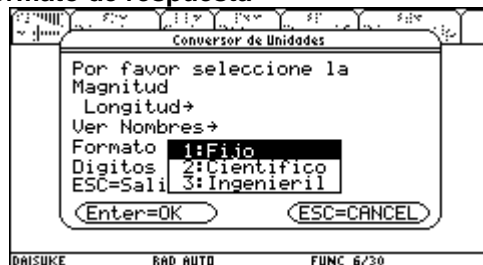 rmato de respuesta
Conversor de Unidades
Por favor seleccione la
Magnitud
Longitud→
Ver Nombres→
Formato
Digitos
ESC=Sali
1:Fijo
2:Cientifico
3:Ingenieril
Enter=OK
ESC=CANCEL
DAISUKE RAD AUTO FUNC 6/30